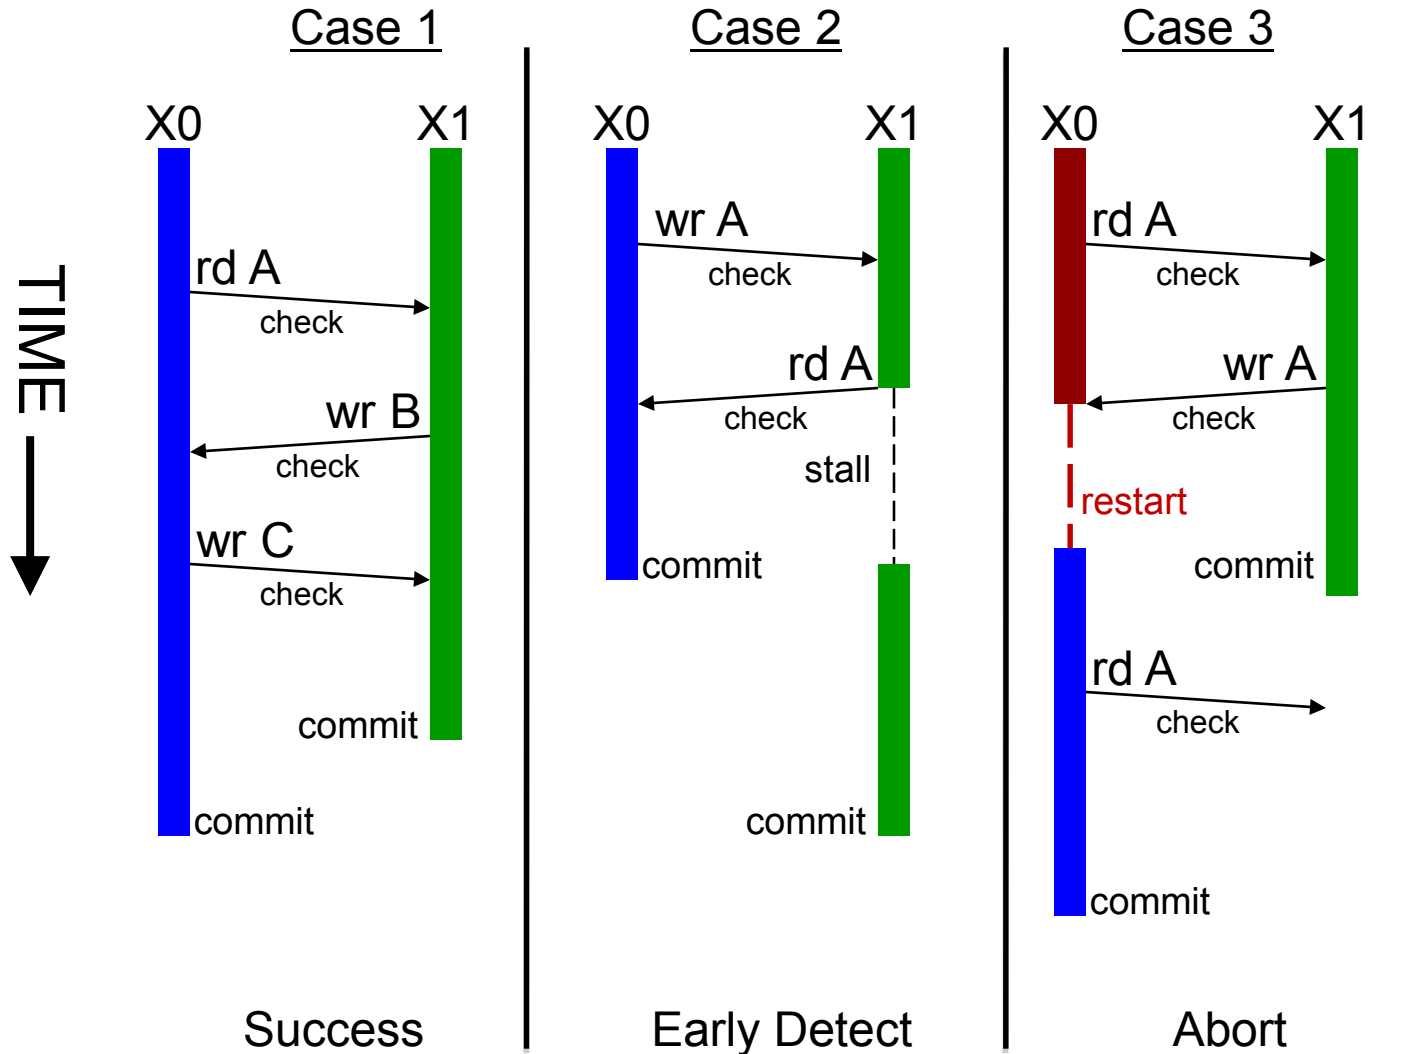 Case 1
Case 2
Case 3
X0
X1
X0
X1
X0
X1
TIME
rd A
check
wr B
check
wr C
check
commit
commit
Success
wr A
check
rd A
check
stall
commit
commit
Early Detect
rd A
check
wr A
check
restart
commit
rd A
check
commit
Abort